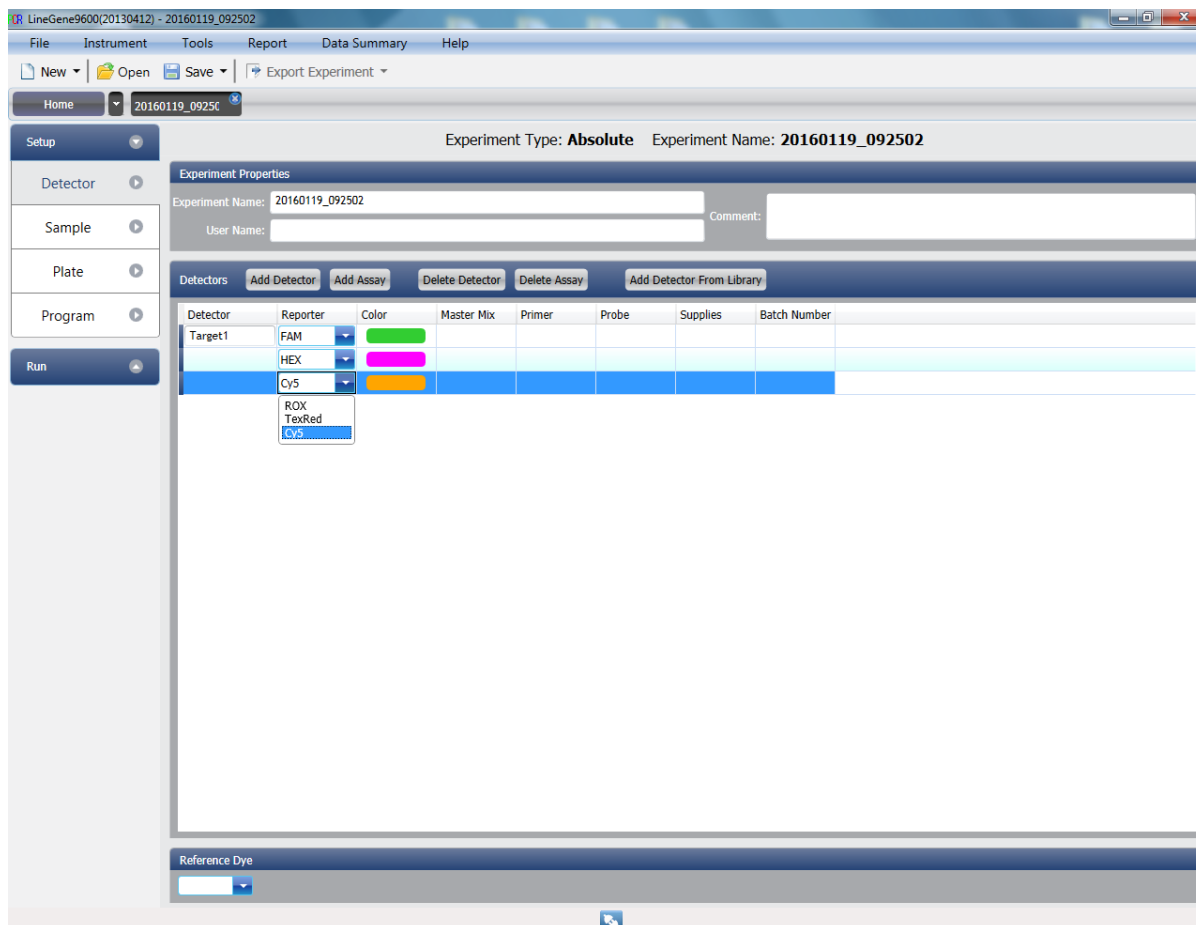 LineGene9600(20130412) - 20160119_092502
File Instrument Tools Report Data Summary Help
New Open Save Export Experiment
Home 20160119_0925
Setup
Experiment Type: Absolute Experiment Name: 20160119_092502
Detector
Experiment Properties
Experiment Name: 20160119_092502
Comment:
User Name:
Sample
Plate
Program
Run
Detectors Add Detector Add Assay Delete Detector Delete Assay Add Detector From Library
Detector Reporter Color Master Mix Primer Probe Supplies Batch Number
Target1 FAM
HEX
Cy5
ROX
TexRed
Cy5
Reference Dye